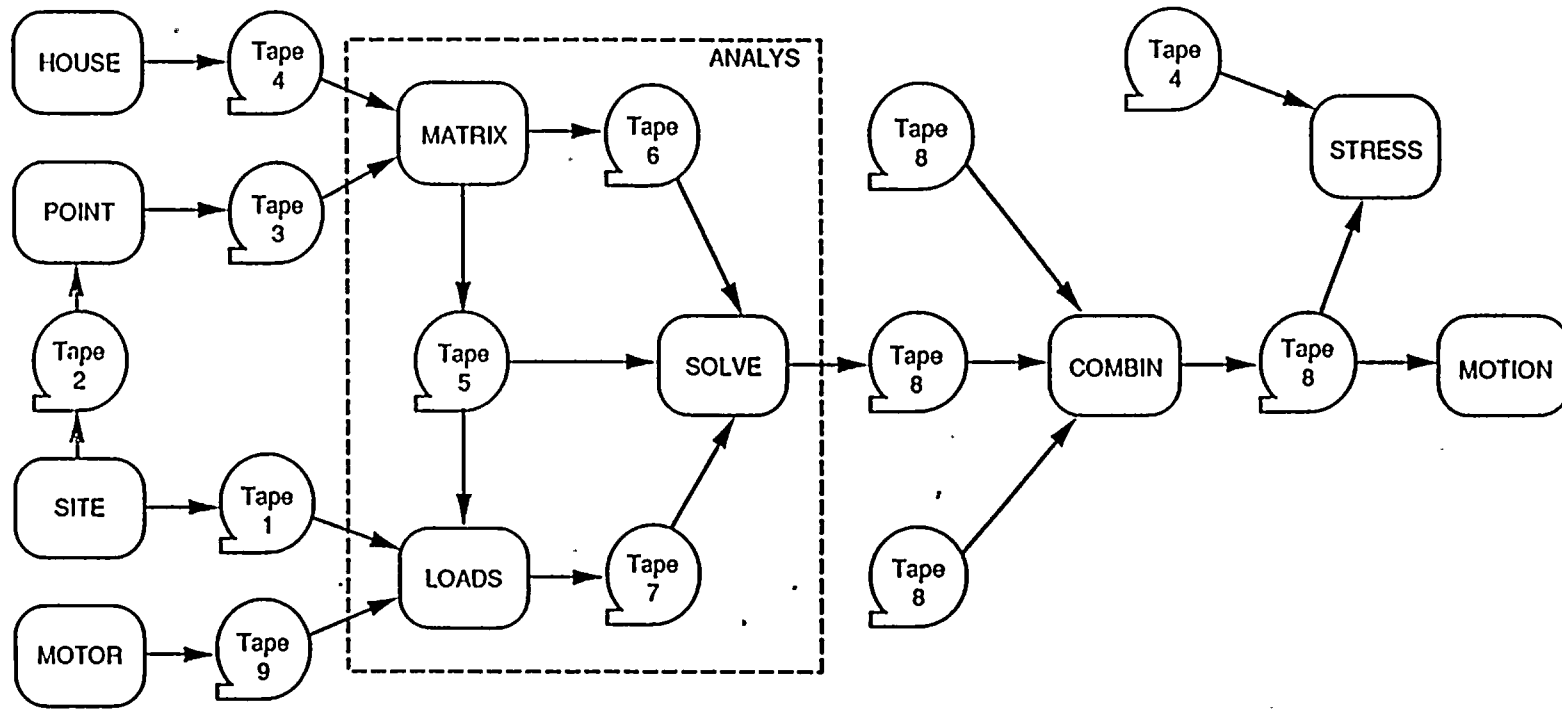 HOUSE
Tape
4
ANALYS
MATRIX
Tape
6
Tape
8
Tape
4
STRESS
POINT
Tape
3
Tape
2
Tape
5
SOLVE
Tape
8
COMBIN
Tape
8
MOTION
SITE
Tape
1
LOADS
Tape
7
Tape
8
MOTOR
Tape
9